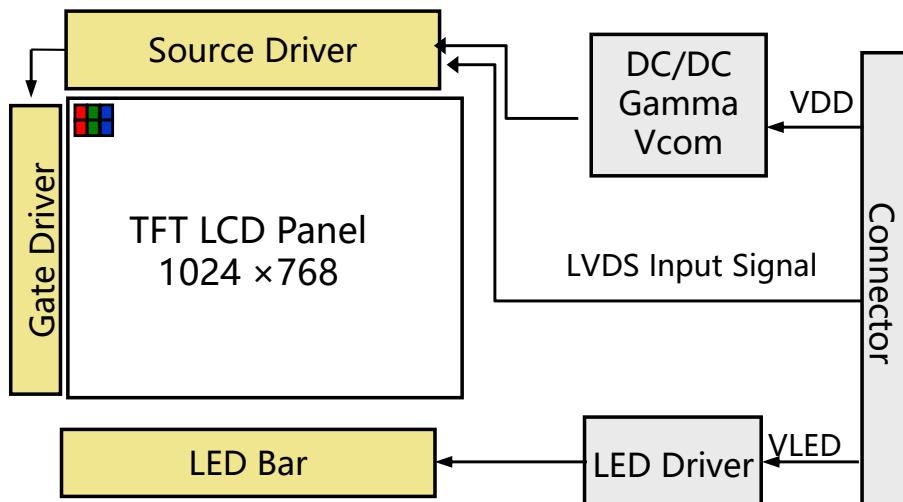 Source Driver
DC/DC
Gamma
Vcom
VDD
Gate Driver
TFT LCD Panel
1024 ×768
LVDS Input Signal
Connector
LED Bar
LED Driver
VLED